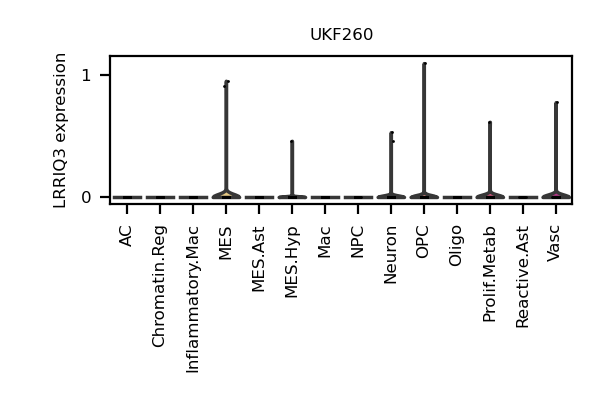 UKF260
LRRIQ3 expression
1
0
AC
Chromatin.Reg
Inflammatory.Mac
MES
MES.Ast
MES.Hyp
Mac
NPC
Neuron
OPC
Oligo
Prolif.Metab
Reactive.Ast
Vasc